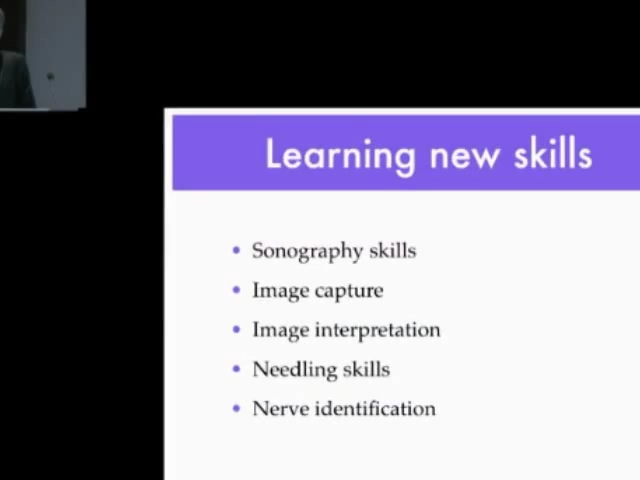 Learning new skills
Sonography skills
Image capture
Image interpretation
Needling skills
Nerve identification